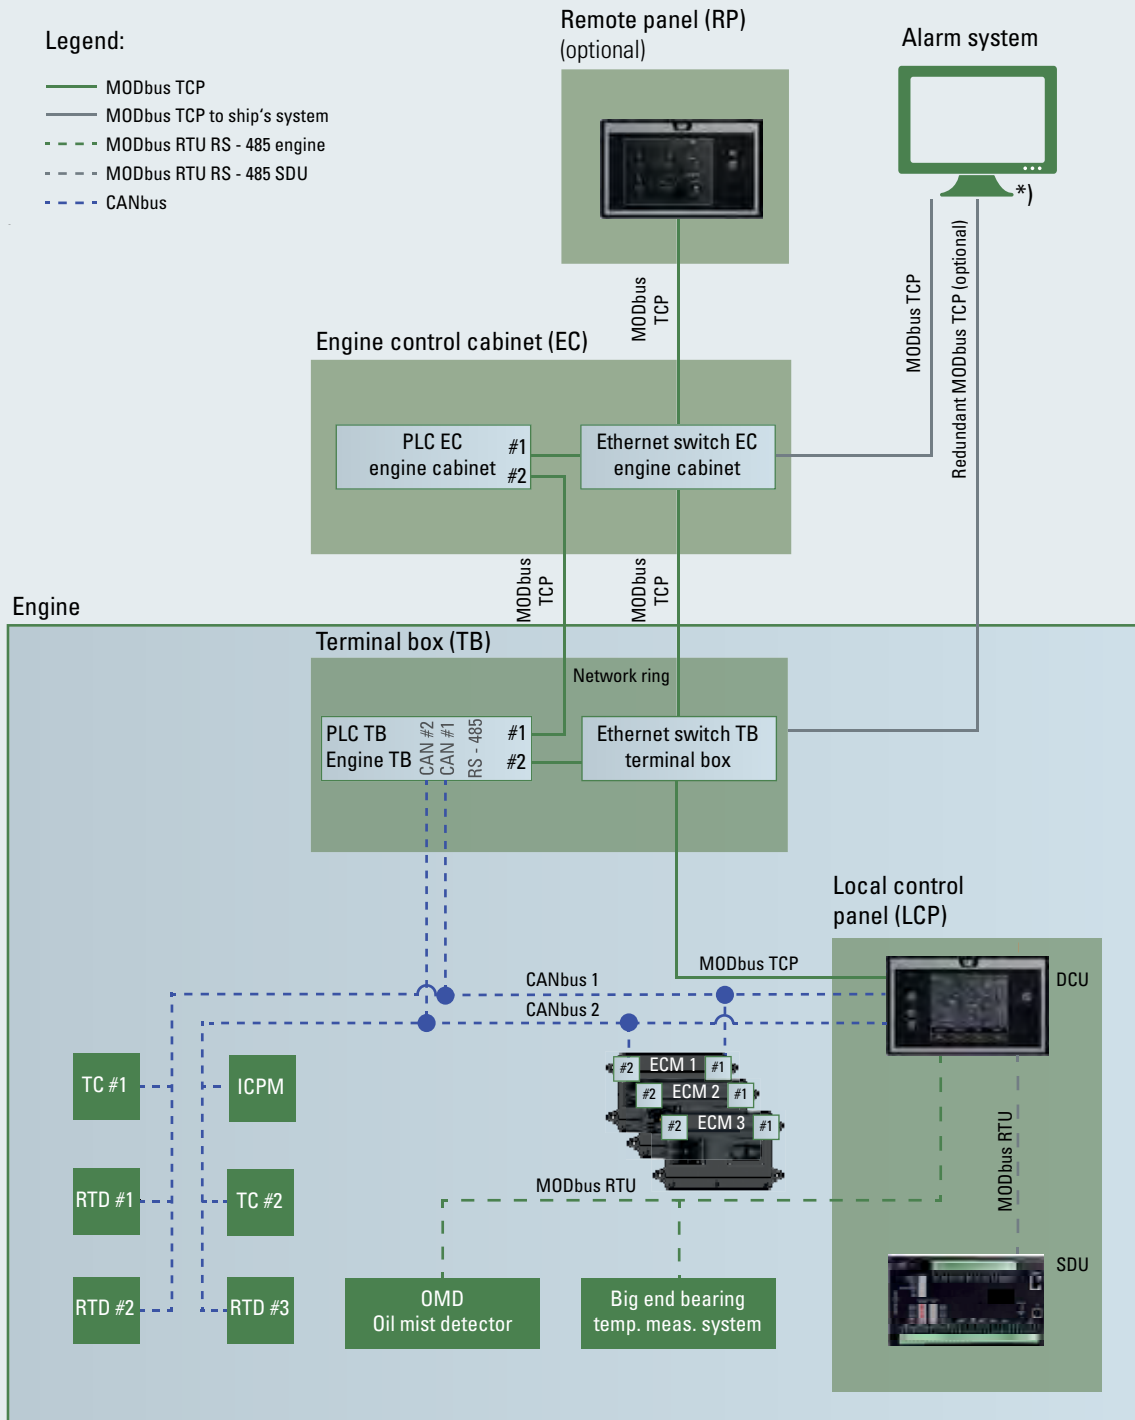 Legend:
MODbus TCP
MODbus TCP to ship's system
MODbus RTU RS - 485 engine
MODbus RTU RS - 485 SDU
CANbus
Remote panel (RP)
(optional)
Alarm system
*)
MODbus
TCP
MODbus TCP
Redundant MODbus TCP (optional)
Engine control cabinet (EC)
PLC EC
engine cabinet
#1
#2
Ethernet switch EC
engine cabinet
MODbus
TCP
MODbus
TCP
Engine
Terminal box (TB)
Network ring
PLC TB
Engine TB
CAN #2
CAN #1
RS - 485
#1
#2
Ethernet switch TB
terminal box
Local control
panel (LCP)
MODbus TCP
DCU
CANbus 1
CANbus 2
TC #1
ICPM
#2 ECM 1 #1
#2 ECM 2 #1
#2 ECM 3 #1
RTD #1
TC #2
MODbus RTU
MODbus RTU
RTD #2
RTD #3
OMD
Oil mist detector
Big end bearing
temp. meas. system
SDU